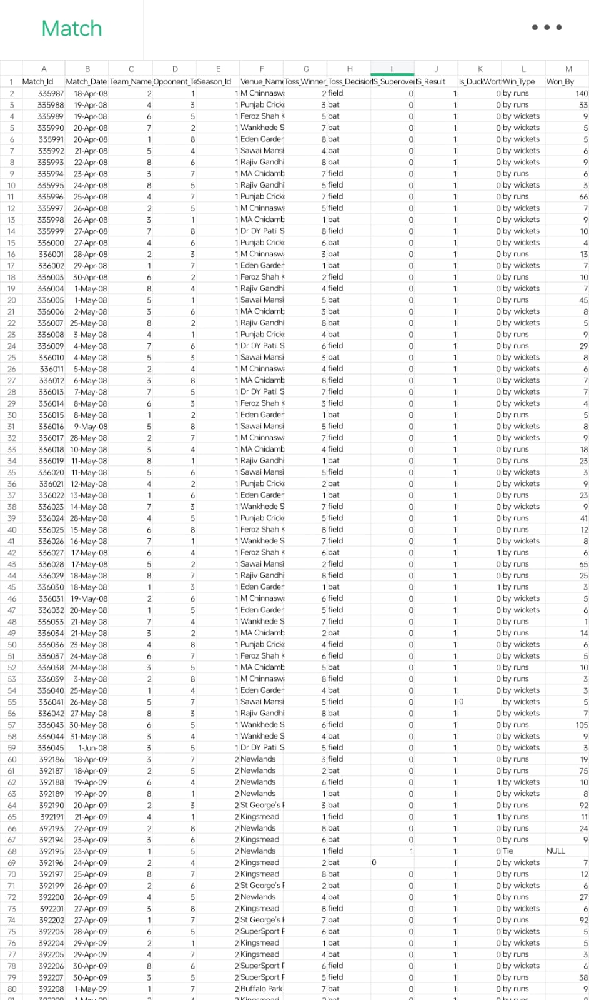 Match
A B C D E F G H I J K L M
1 Match_Id Match_Date Team_Name_ Opponent_Te Season_Id Venue_Nam Toss_Winner_ Toss_Decision IS_Superover IS_Result Is_DuckWortl Win_Type Won_By
2 335987 18-Apr-08 2 1 1 M Chinnaswa 2 field 0 1 0 by runs 140
3 335988 19-Apr-08 4 3 1 Punjab Cricke 3 bat 0 1 0 by runs 33
4 335989 19-Apr-08 6 5 1 Feroz Shah K 5 bat 0 1 0 by wickets 9
5 335990 20-Apr-08 7 2 1 Wankhede S 7 bat 0 1 0 by wickets 5
6 335991 20-Apr-08 1 8 1 Eden Garden 8 bat 0 1 0 by wickets 5
7 335992 21-Apr-08 5 4 1 Sawai Mansi 4 bat 0 1 0 by wickets 6
8 335993 22-Apr-08 8 6 1 Rajiv Gandhi 8 bat 0 1 0 by wickets 9
9 335994 23-Apr-08 3 7 1 MA Chidamb 7 field 0 1 0 by runs 6
10 335995 24-Apr-08 8 5 1 Rajiv Gandhi 5 field 0 1 0 by wickets 3
11 335996 25-Apr-08 4 7 1 Punjab Cricke 7 field 0 1 0 by runs 66
12 335997 26-Apr-08 2 5 1 M Chinnaswa 5 field 0 1 0 by wickets 7
13 335998 26-Apr-08 3 1 1 MA Chidamb 1 bat 0 1 0 by wickets 9
14 335999 27-Apr-08 7 8 1 Dr DY Patil S 8 field 0 1 0 by wickets 10
15 336000 27-Apr-08 4 6 1 Punjab Cricke 6 bat 0 1 0 by wickets 4
16 336001 28-Apr-08 2 3 1 M Chinnaswa 3 bat 0 1 0 by runs 13
17 336002 29-Apr-08 1 7 1 Eden Garden 1 bat 0 1 0 by wickets 7
18 336003 30-Apr-08 6 2 1 Feroz Shah K 2 field 0 1 0 by runs 10
19 336004 1-May-08 8 4 1 Rajiv Gandhi 4 field 0 1 0 by wickets 7
20 336005 1-May-08 5 1 1 Sawai Mansi 5 bat 0 1 0 by runs 45
21 336006 2-May-08 3 6 1 MA Chidamb 3 bat 0 1 0 by wickets 8
22 336007 25-May-08 8 2 1 Rajiv Gandhi 8 bat 0 1 0 by wickets 5
23 336008 3-May-08 4 1 1 Punjab Cricke 4 bat 0 1 0 by runs 9
24 336009 4-May-08 7 6 1 Dr DY Patil S 6 field 0 1 0 by runs 29
25 336010 4-May-08 5 3 1 Sawai Mansi 3 bat 0 1 0 by wickets 8
26 336011 5-May-08 2 4 1 M Chinnaswa 4 field 0 1 0 by wickets 6
27 336012 6-May-08 3 8 1 MA Chidamb 8 field 0 1 0 by wickets 7
28 336013 7-May-08 7 5 1 Dr DY Patil S 7 field 0 1 0 by wickets 7
29 336014 8-May-08 6 3 1 Feroz Shah K 3 field 0 1 0 by wickets 4
30 336015 8-May-08 1 2 1 Eden Garden 1 bat 0 1 0 by runs 5
31 336016 9-May-08 5 8 1 Sawai Mansi 5 field 0 1 0 by wickets 8
32 336017 28-May-08 2 7 1 M Chinnaswa 7 field 0 1 0 by wickets 9
33 336018 10-May-08 3 4 1 MA Chidamb 4 field 0 1 0 by runs 18
34 336019 11-May-08 8 1 1 Rajiv Gandhi 1 bat 0 1 0 by runs 23
35 336020 11-May-08 5 6 1 Sawai Mansi 5 field 0 1 0 by wickets 3
36 336021 12-May-08 4 2 1 Punjab Cricke 2 bat 0 1 0 by wickets 9
37 336022 13-May-08 1 6 1 Eden Garden 1 bat 0 1 0 by runs 23
38 336023 14-May-08 7 3 1 Wankhede S 7 field 0 1 0 by wickets 9
39 336024 28-May-08 4 5 1 Punjab Cricke 5 field 0 1 0 by runs 41
40 336025 15-May-08 6 8 1 Feroz Shah K 8 field 0 1 0 by runs 12
41 336026 16-May-08 7 1 1 Wankhede S 7 field 0 1 0 by wickets 8
42 336027 17-May-08 6 4 1 Feroz Shah K 6 bat 0 1 1 by runs 6
43 336028 17-May-08 5 2 1 Sawai Mansi 2 field 0 1 0 by runs 65
44 336029 18-May-08 8 7 1 Rajiv Gandhi 8 field 0 1 0 by runs 25
45 336030 18-May-08 1 3 1 Eden Garden 1 bat 0 1 1 by runs 3
46 336031 19-May-08 2 6 1 M Chinnaswa 6 field 0 1 0 by wickets 5
47 336032 20-May-08 1 5 1 Eden Garden 5 field 0 1 0 by wickets 6
48 336033 21-May-08 7 4 1 Wankhede S 7 field 0 1 0 by runs 1
49 336034 21-May-08 3 2 1 MA Chidamb 2 bat 0 1 0 by runs 14
50 336036 23-May-08 4 8 1 Punjab Cricke 4 field 0 1 0 by wickets 6
51 336037 24-May-08 6 7 1 Feroz Shah K 6 field 0 1 0 by wickets 5
52 336038 24-May-08 3 5 1 MA Chidamb 5 bat 0 1 0 by runs 10
53 336039 3-May-08 2 8 1 M Chinnaswa 8 field 0 1 0 by runs 3
54 336040 25-May-08 1 4 1 Eden Garden 4 bat 0 1 0 by wickets 3
55 336041 26-May-08 5 7 1 Sawai Mansi 5 field 0 1 0 by wickets 5
56 336042 27-May-08 8 3 1 Rajiv Gandhi 8 bat 0 1 0 by wickets 7
57 336043 30-May-08 6 5 1 Wankhede S 6 field 0 1 0 by runs 105
58 336044 31-May-08 3 4 1 Wankhede S 4 bat 0 1 0 by wickets 9
59 336045 1-Jun-08 3 5 1 Dr DY Patil S 5 field 0 1 0 by wickets 3
60 392186 18-Apr-09 3 7 2 Newlands 3 field 0 1 0 by runs 19
61 392187 18-Apr-09 2 5 2 Newlands 2 bat 0 1 0 by runs 75
62 392188 19-Apr-09 6 4 2 Newlands 6 field 0 1 1 by wickets 10
63 392189 19-Apr-09 8 1 2 Newlands 1 bat 0 1 0 by wickets 8
64 392190 20-Apr-09 2 3 2 St George's P 3 bat 0 1 0 by runs 92
65 392191 21-Apr-09 4 1 2 Kingsmead 1 field 0 1 1 by runs 11
66 392193 22-Apr-09 2 8 2 Newlands 8 bat 0 1 0 by runs 24
67 392194 23-Apr-09 3 6 2 Kingsmead 6 bat 0 1 0 by runs 9
68 392195 23-Apr-09 1 5 2 Newlands 1 field 1 1 0 Tie NULL
69 392196 24-Apr-09 2 4 2 Kingsmead 2 bat 0 1 0 by wickets 7
70 392197 25-Apr-09 8 7 2 Kingsmead 8 bat 0 1 0 by runs 12
71 392199 26-Apr-09 2 6 2 St George's P 2 bat 0 1 0 by wickets 6
72 392200 26-Apr-09 4 5 2 Newlands 4 bat 0 1 0 by runs 27
73 392201 27-Apr-09 3 8 2 Kingsmead 8 field 0 1 0 by wickets 6
74 392202 27-Apr-09 1 7 2 St George's P 7 bat 0 1 0 by runs 92
75 392203 28-Apr-09 6 5 2 SuperSport P 6 bat 0 1 0 by wickets 5
76 392204 29-Apr-09 2 1 2 Kingsmead 1 bat 0 1 0 by wickets 5
77 392205 29-Apr-09 4 7 2 Kingsmead 4 bat 0 1 0 by runs 3
78 392206 30-Apr-09 8 6 2 SuperSport P 6 field 0 1 0 by wickets 6
79 392207 30-Apr-09 3 5 2 SuperSport P 5 field 0 1 0 by runs 38
80 392208 1-May-09 1 7 2 Buffalo Park 7 bat 0 1 0 by runs 9